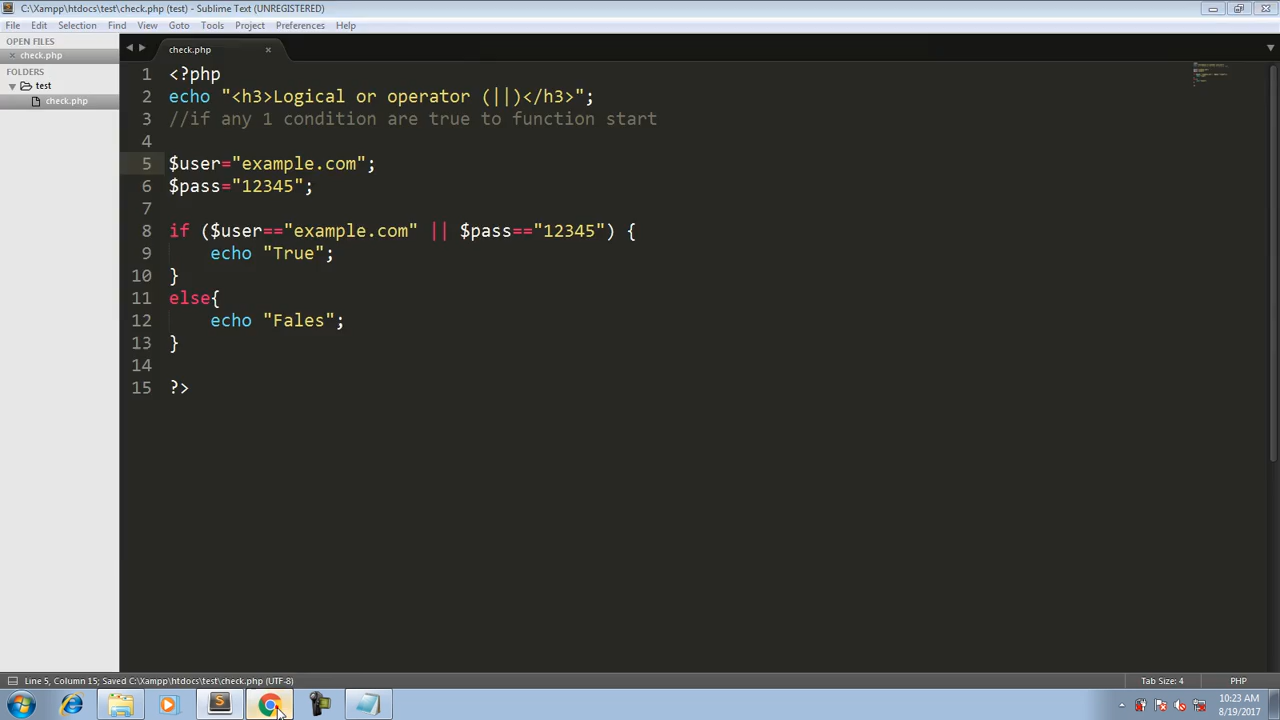 C:\Xampp\htdocs\test\check.php (test) - Sublime Text (UNREGISTERED)
File Edit Selection Find View Goto Tools Project Preferences Help
OPEN FILES
check.php
FOLDERS
test
check.php
check.php
1 <?php
2 echo "<h3>Logical or operator (||)</h3>";
3 //if any 1 condition are true to function start
4
5 $user="example.com";
6 $pass="12345";
7
8 if ($user=="example.com" || $pass=="12345") {
9 echo "True";
10 }
11 else{
12 echo "Fales";
13 }
14
15 ?>
Line 5, Column 15; Saved C:\Xampp\htdocs\test\check.php (UTF-8) Tab Size: 4 PHP
10:23 AM
8/19/2017